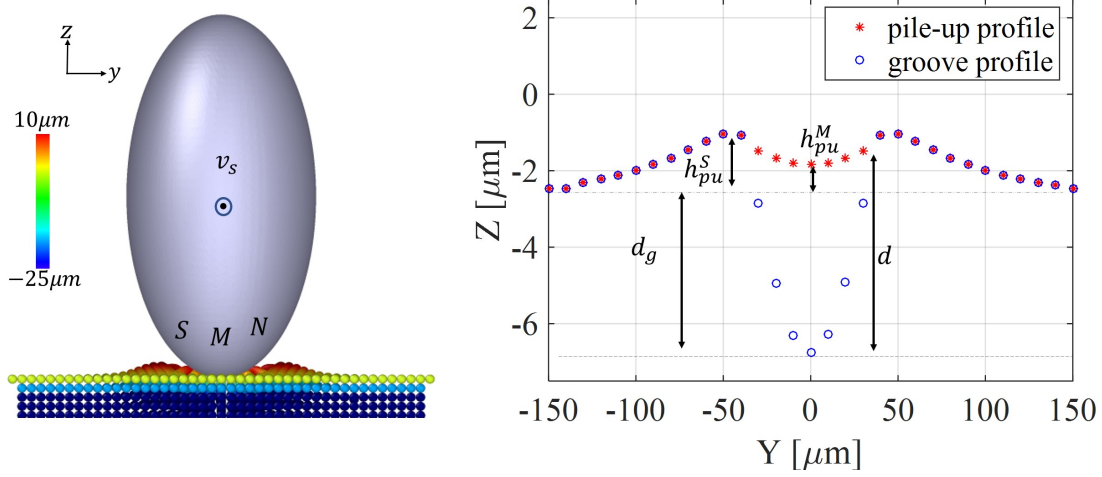 z
y
10μm
−25μm
v_s
S M N
pile-up profile
groove profile
h_pu^S
h_pu^M
d_g
d
Z [μm]
2
0
-2
-4
-6
-150 -100 -50 0 50 100 150
Y [μm]